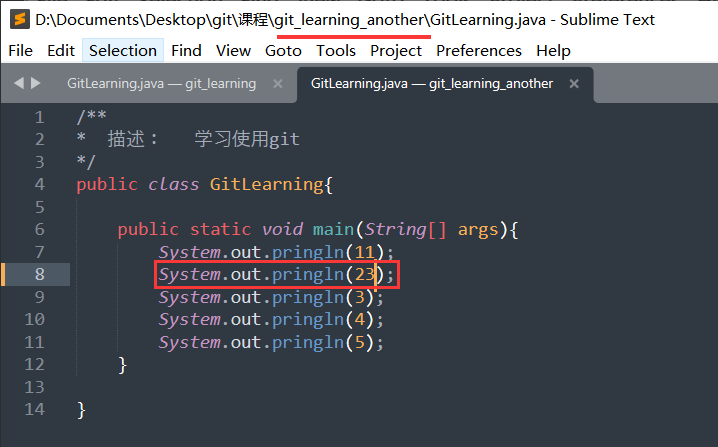 D:\Documents\Desktop\git\课程\git_learning_another\GitLearning.java - Sublime Text
File Edit Selection Find View Goto Tools Project Preferences Help
GitLearning.java — git_learning × GitLearning.java — git_learning_another ×
1 /**
2 * 描述： 学习使用git
3 */
4 public class GitLearning{
5
6 public static void main(String[] args){
7 System.out.pringln(11);
8 System.out.pringln(23);
9 System.out.pringln(3);
10 System.out.pringln(4);
11 System.out.pringln(5);
12 }
13
14 }